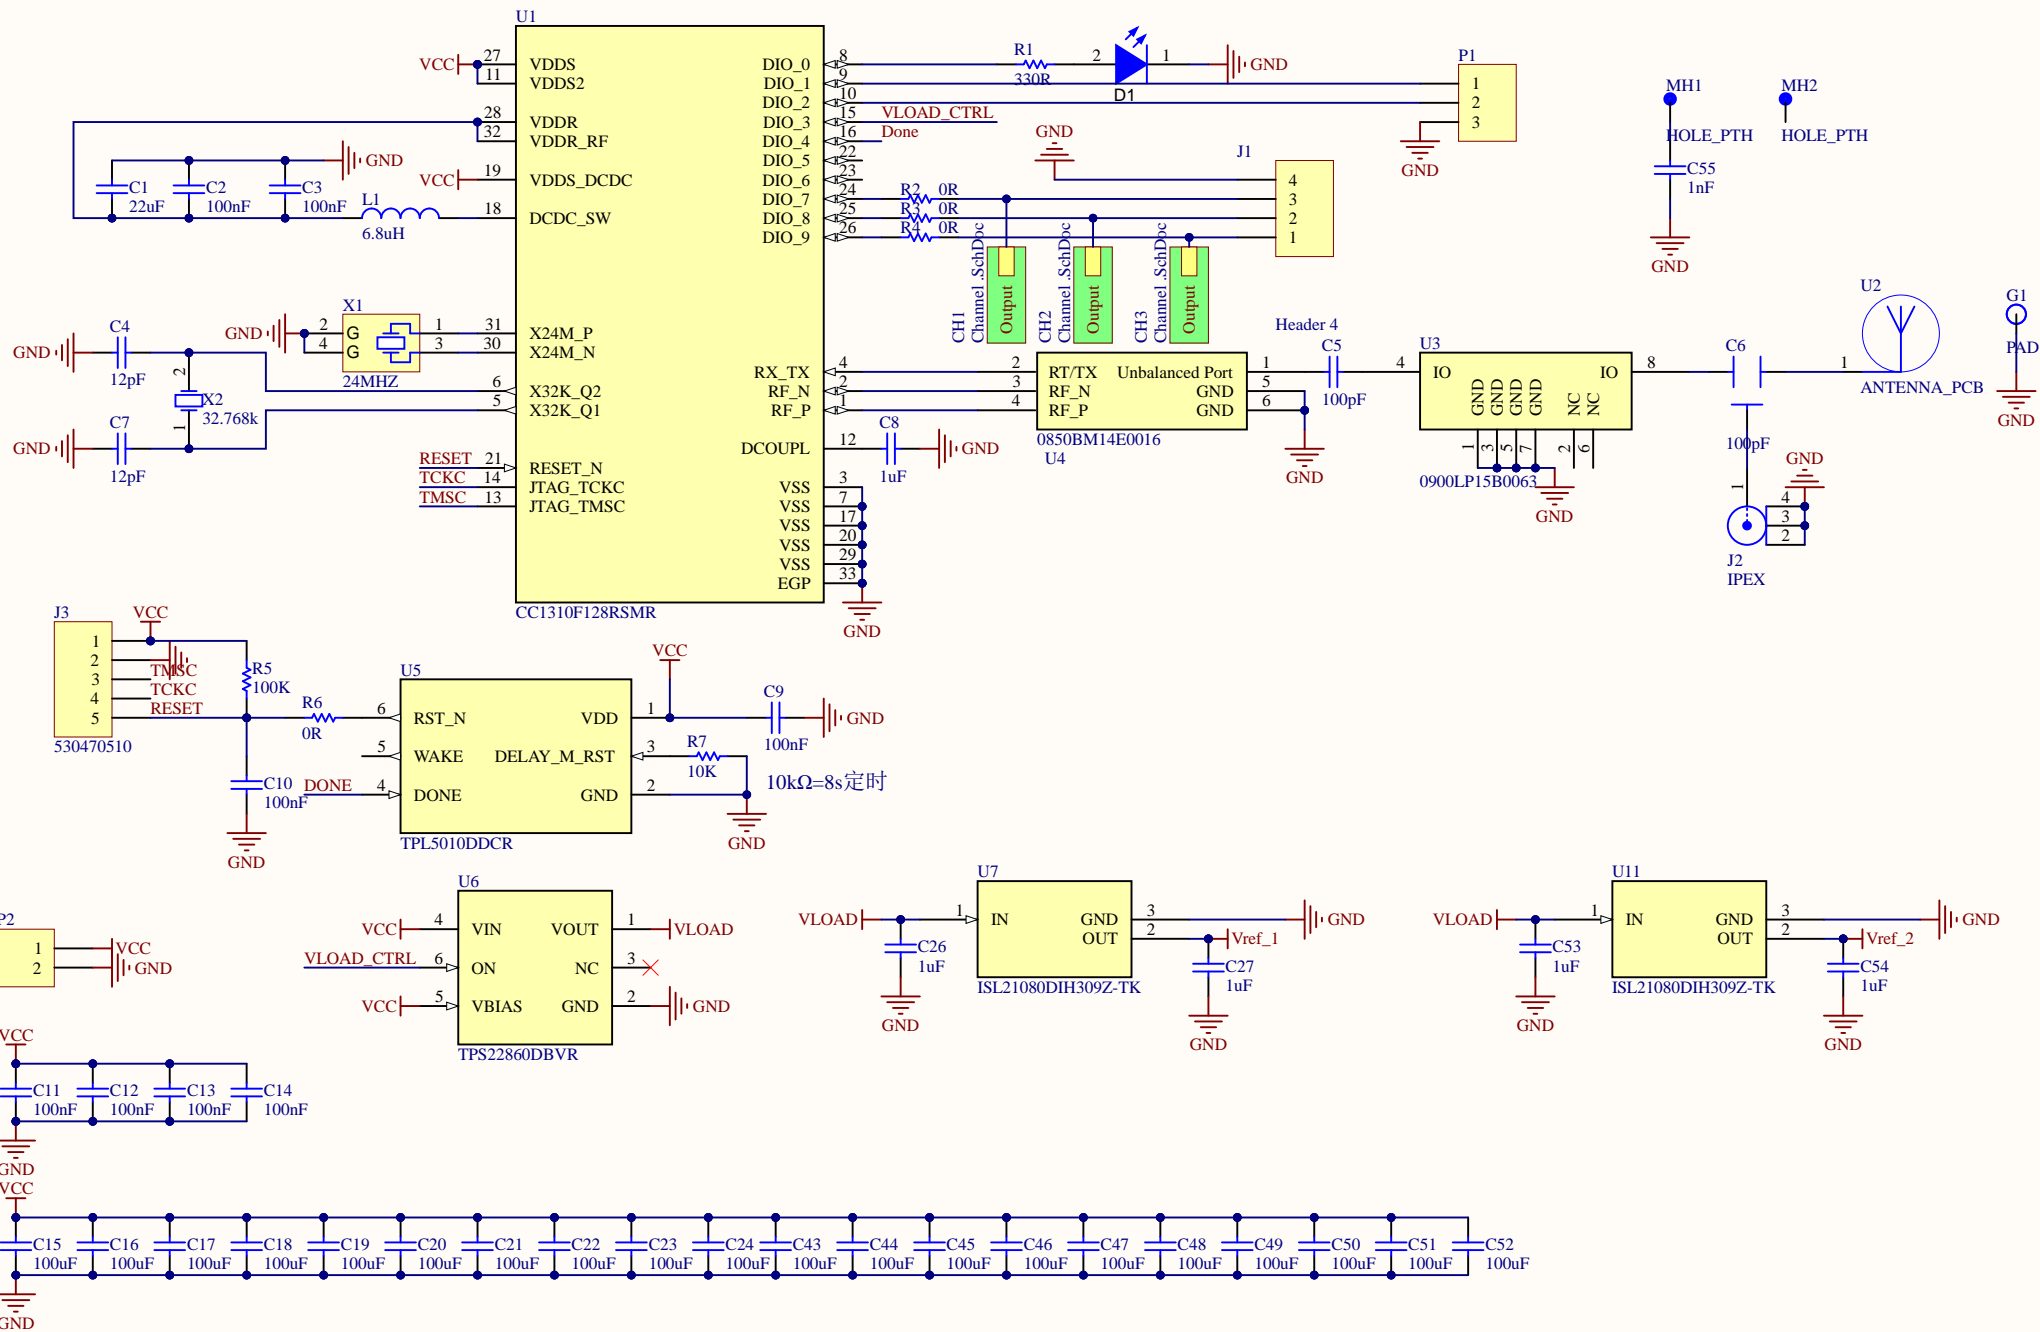 U1
CC1310F128RSMR
VCC
27 VDDS
11 VDDS2
28 VDDR
32 VDDR_RF
VCC
19 VDDS_DCDC
18 DCDC_SW
31 X24M_P
30 X24M_N
6 X32K_Q2
5 X32K_Q1
RESET 21 RESET_N
TCKC 14 JTAG_TCKC
TMSC 13 JTAG_TMSC
DIO_0 8
DIO_1 9
DIO_2 10
DIO_3 15 VLOAD_CTRL
DIO_4 16 Done
DIO_5 22
DIO_6 23
DIO_7 24
DIO_8 25
DIO_9 26
RX_TX 4
RF_N 2
RF_P 1
DCOUPL 12
VSS 3
VSS 7
VSS 17
VSS 20
VSS 29
EGP 33
GND
C1
22uF
C2
100nF
C3
100nF
GND
L1
6.8uH
X1
GND
2 G 1
4 G 3
24MHZ
GND
C4
12pF
2
X2
32.768k
1
GND
C7
12pF
R1
330R
2 1
D1
GND
P1
1
2
3
GND
GND
J1
4
3
2
1
Header 4
R2 0R
R3 0R
R4 0R
CH1
Channel .SchDoc
Output
CH2
Channel .SchDoc
Output
CH3
Channel .SchDoc
Output
MH1
HOLE_PTH
C55
1nF
GND
MH2
HOLE_PTH
2 RT/TX Unbalanced Port 1
3 RF_N GND 5
4 RF_P GND 6
0850BM14E0016
U4
GND
C5
100pF
C8
1uF
GND
U3
4 IO IO 8
GND GND GND GND NC NC
1 3 5 7 2 6
0900LP15B0063
GND
C6
100pF
1
U2
ANTENNA_PCB
G1
PAD
GND
GND
1
4
3
2
J2
IPEX
J3
VCC
1
2
3 TMSC
4 TCKC
5 RESET
530470510
R5
100K
R6
0R
C10
100nF
GND
U5
6 RST_N VDD 1
5 WAKE DELAY_M_RST 3
DONE 4 DONE GND 2
TPL5010DDCR
VCC
C9
100nF
GND
R7
10K
10kΩ=8s定时
GND
P2
1 VCC
2 GND
U6
VCC 4 VIN VOUT 1 VLOAD
VLOAD_CTRL 6 ON NC 3
VCC 5 VBIAS GND 2 GND
TPS22860DBVR
U7
VLOAD 1 IN GND 3 GND
OUT 2 Vref_1
ISL21080DIH309Z-TK
C26
1uF
GND
C27
1uF
GND
U11
VLOAD 1 IN GND 3 GND
OUT 2 Vref_2
ISL21080DIH309Z-TK
C53
1uF
GND
C54
1uF
GND
VCC
C11 C12 C13 C14
100nF 100nF 100nF 100nF
GND
VCC
C15 C16 C17 C18 C19 C20 C21 C22 C23 C24 C43 C44 C45 C46 C47 C48 C49 C50 C51 C52
100uF 100uF 100uF 100uF 100uF 100uF 100uF 100uF 100uF 100uF 100uF 100uF 100uF 100uF 100uF 100uF 100uF 100uF 100uF 100uF
GND